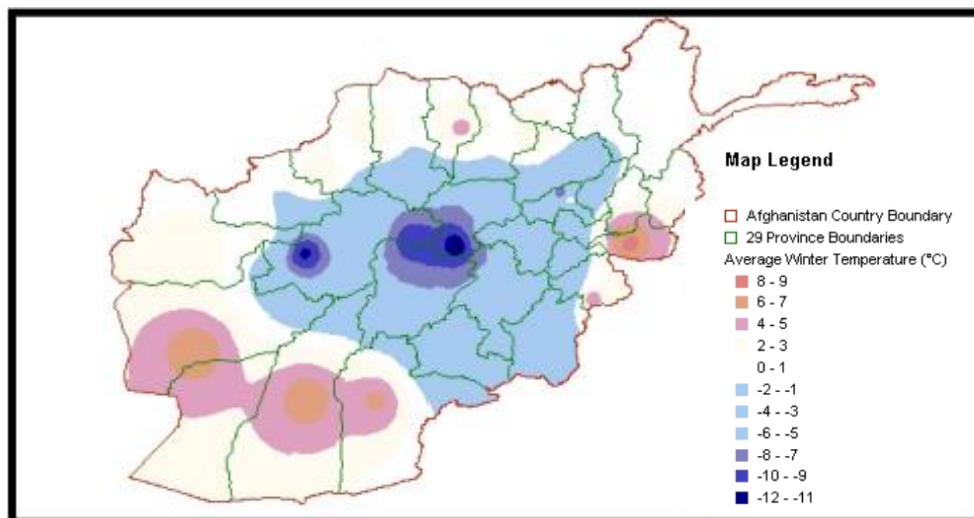 Map Legend
Afghanistan Country Boundary
29 Province Boundaries
Average Winter Temperature (°C)
8 - 9
6 - 7
4 - 5
2 - 3
0 - 1
-2 - -1
-4 - -3
-6 - -5
-8 - -7
-10 - -9
-12 - -11